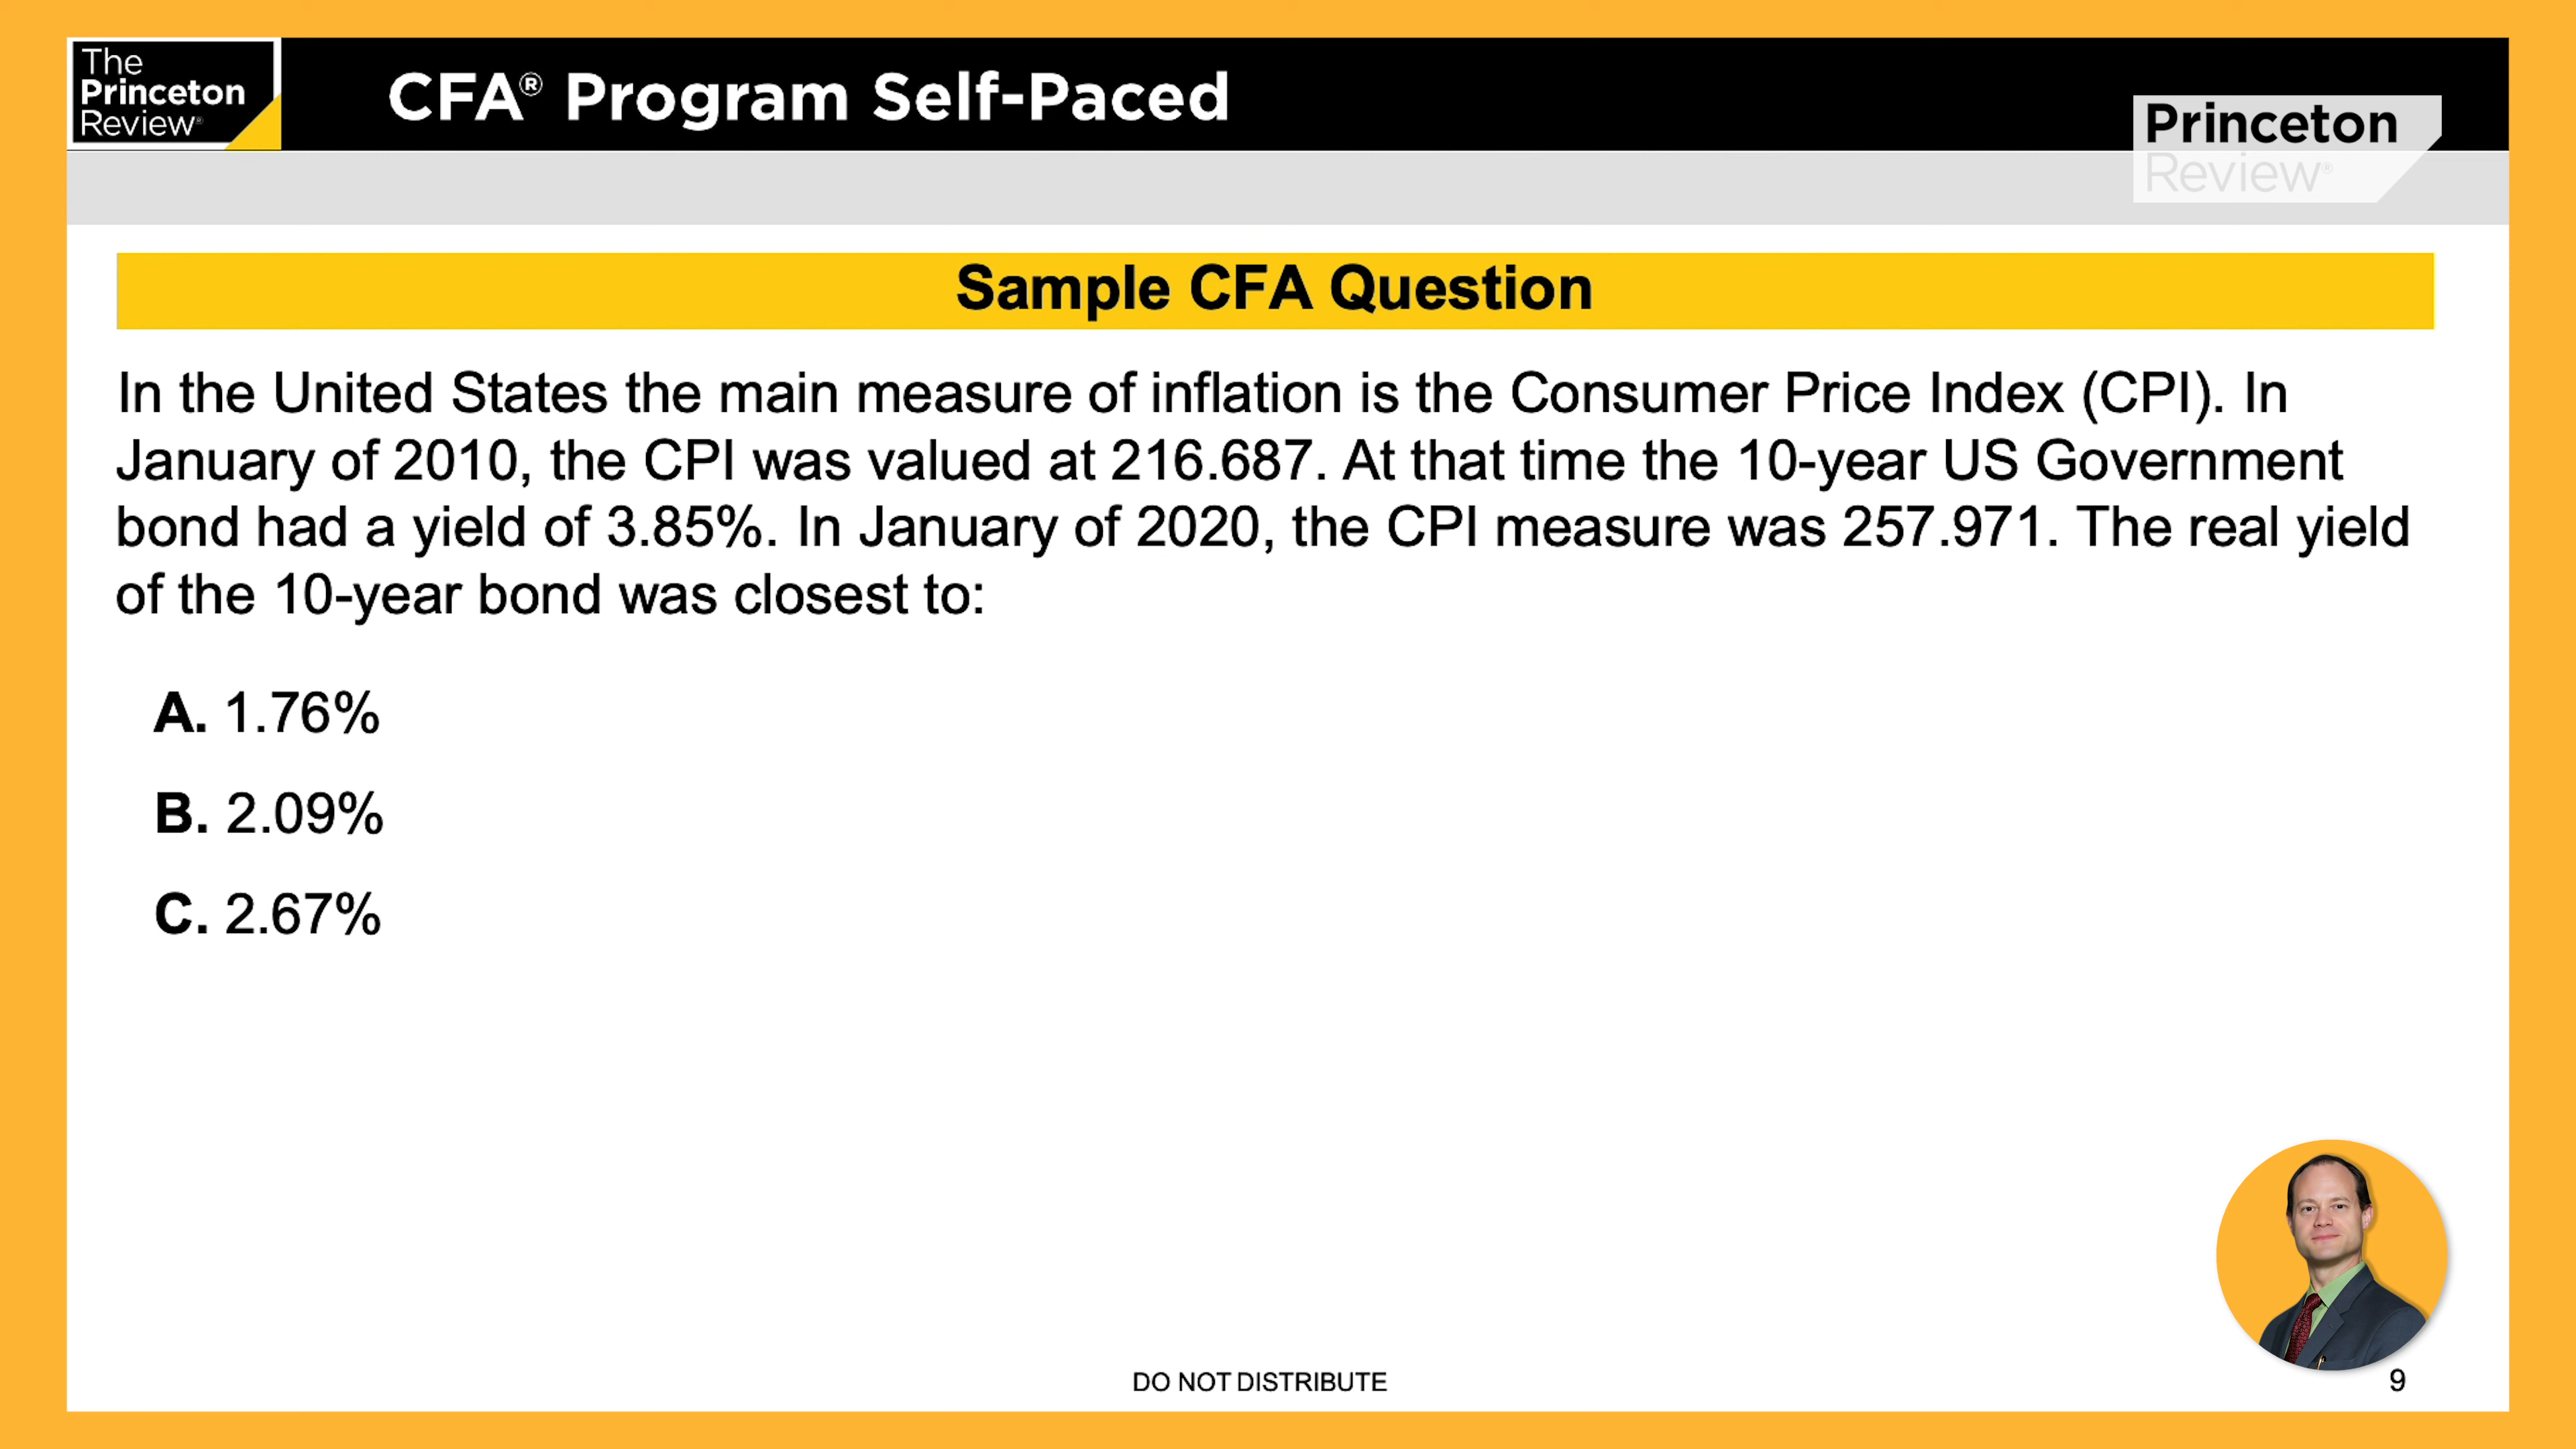 The
Princeton
Review®
CFA® Program Self-Paced
Princeton
Review®
Sample CFA Question
In the United States the main measure of inflation is the Consumer Price Index (CPI). In
January of 2010, the CPI was valued at 216.687. At that time the 10-year US Government
bond had a yield of 3.85%. In January of 2020, the CPI measure was 257.971. The real yield
of the 10-year bond was closest to:
A. 1.76%
B. 2.09%
C. 2.67%
DO NOT DISTRIBUTE
9